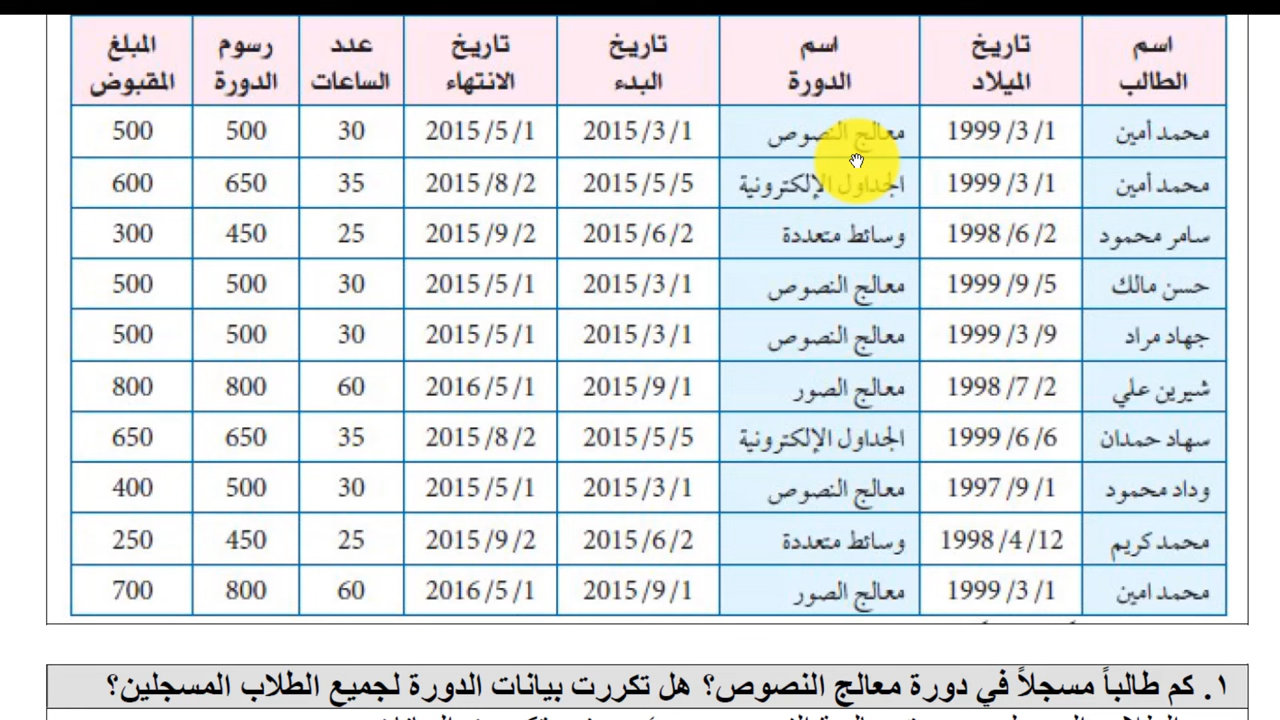 اسم الطالب	تاريخ الميلاد	اسم الدورة	تاريخ البدء	تاريخ الانتهاء	عدد الساعات	رسوم الدورة	المبلغ المقبوض
محمد أمين	1999/3/1	معالج النصوص	2015/3/1	2015/5/1	30	500	500
محمد أمين	1999/3/1	الجداول الإلكترونية	2015/5/5	2015/8/2	35	650	600
سامر محمود	1998/6/2	وسائط متعددة	2015/6/2	2015/9/2	25	450	300
حسن مالك	1999/9/5	معالج النصوص	2015/3/1	2015/5/1	30	500	500
جهاد مراد	1999/3/9	معالج النصوص	2015/3/1	2015/5/1	30	500	500
شيرين علي	1998/7/2	معالج الصور	2015/9/1	2016/5/1	60	800	800
سهاد حمدان	1999/6/6	الجداول الإلكترونية	2015/5/5	2015/8/2	35	650	650
وداد محمود	1997/9/1	معالج النصوص	2015/3/1	2015/5/1	30	500	400
محمد كريم	1998/4/12	وسائط متعددة	2015/6/2	2015/9/2	25	450	250
محمد امين	1999/3/1	معالج الصور	2015/9/1	2016/5/1	60	800	700
١. كم طالباً مسجلاً في دورة معالج النصوص؟ هل تكررت بيانات الدورة لجميع الطلاب المسجلين؟